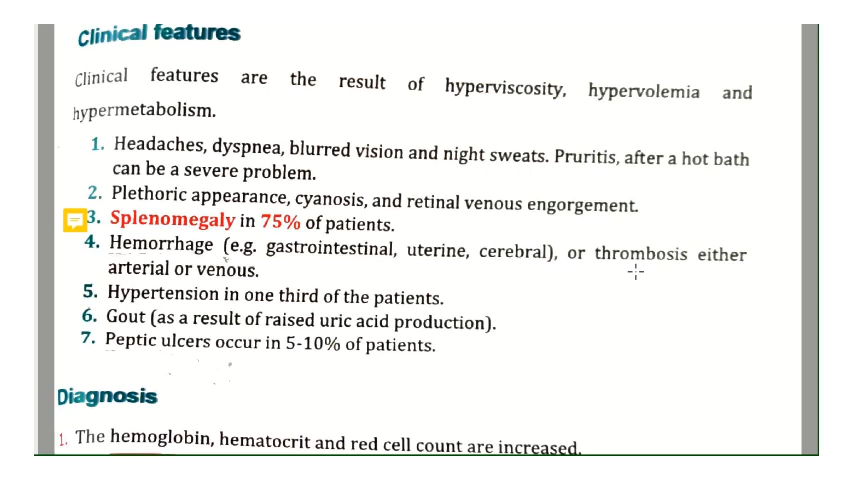 Clinical features
Clinical features are the result of hyperviscosity, hypervolemia and
hypermetabolism.
1. Headaches, dyspnea, blurred vision and night sweats. Pruritis, after a hot bath
can be a severe problem.
2. Plethoric appearance, cyanosis, and retinal venous engorgement.
3. Splenomegaly in 75% of patients.
4. Hemorrhage (e.g. gastrointestinal, uterine, cerebral), or thrombosis either
arterial or venous.
5. Hypertension in one third of the patients.
6. Gout (as a result of raised uric acid production).
7. Peptic ulcers occur in 5-10% of patients.
Diagnosis
1. The hemoglobin, hematocrit and red cell count are increased.